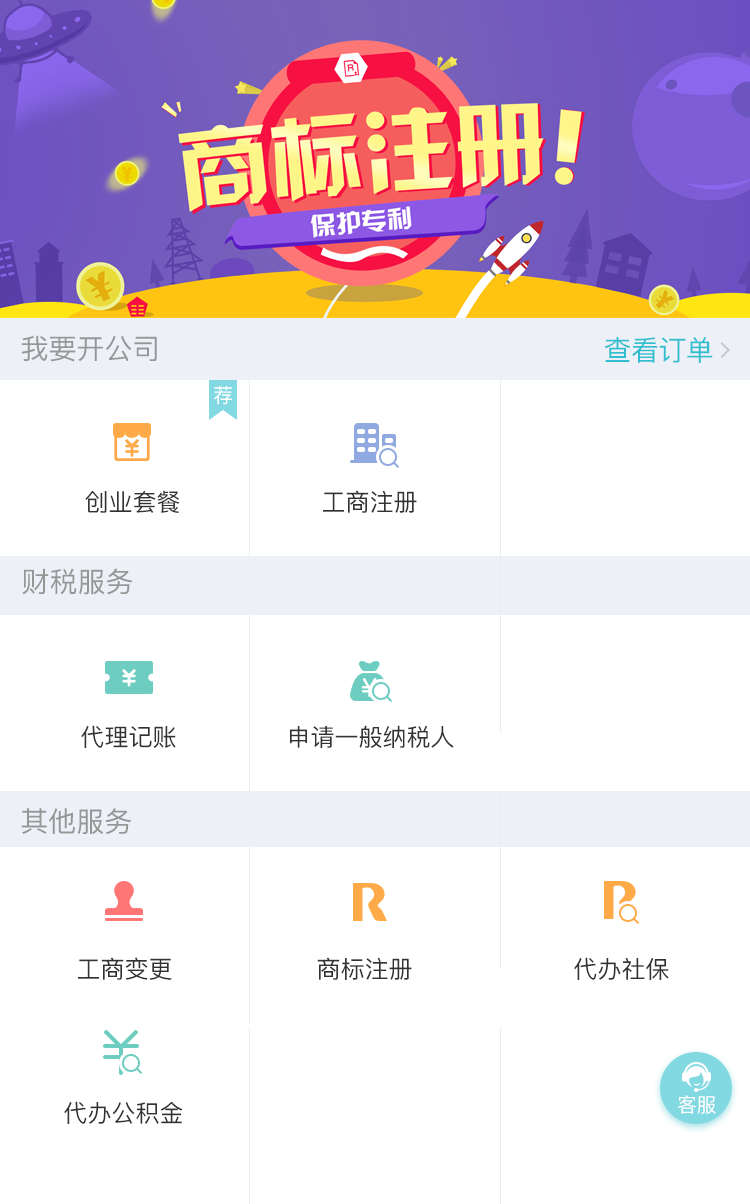 R
商标注册!
保护专利
我要开公司
查看订单
荐
创业套餐
工商注册
财税服务
代理记账
申请一般纳税人
其他服务
工商变更
商标注册
代办社保
代办公积金
客服